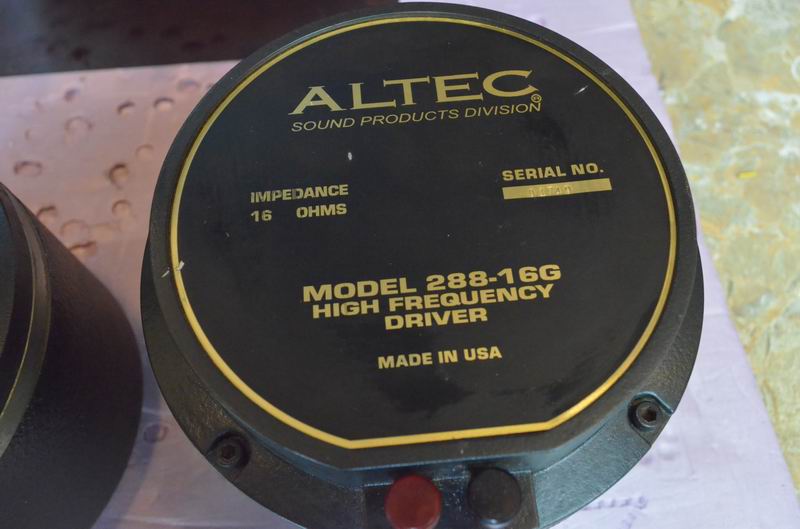 ALTEC®
SOUND PRODUCTS DIVISION
IMPEDANCE
16 OHMS
SERIAL NO.
MODEL 288-16G
HIGH FREQUENCY
DRIVER
MADE IN USA